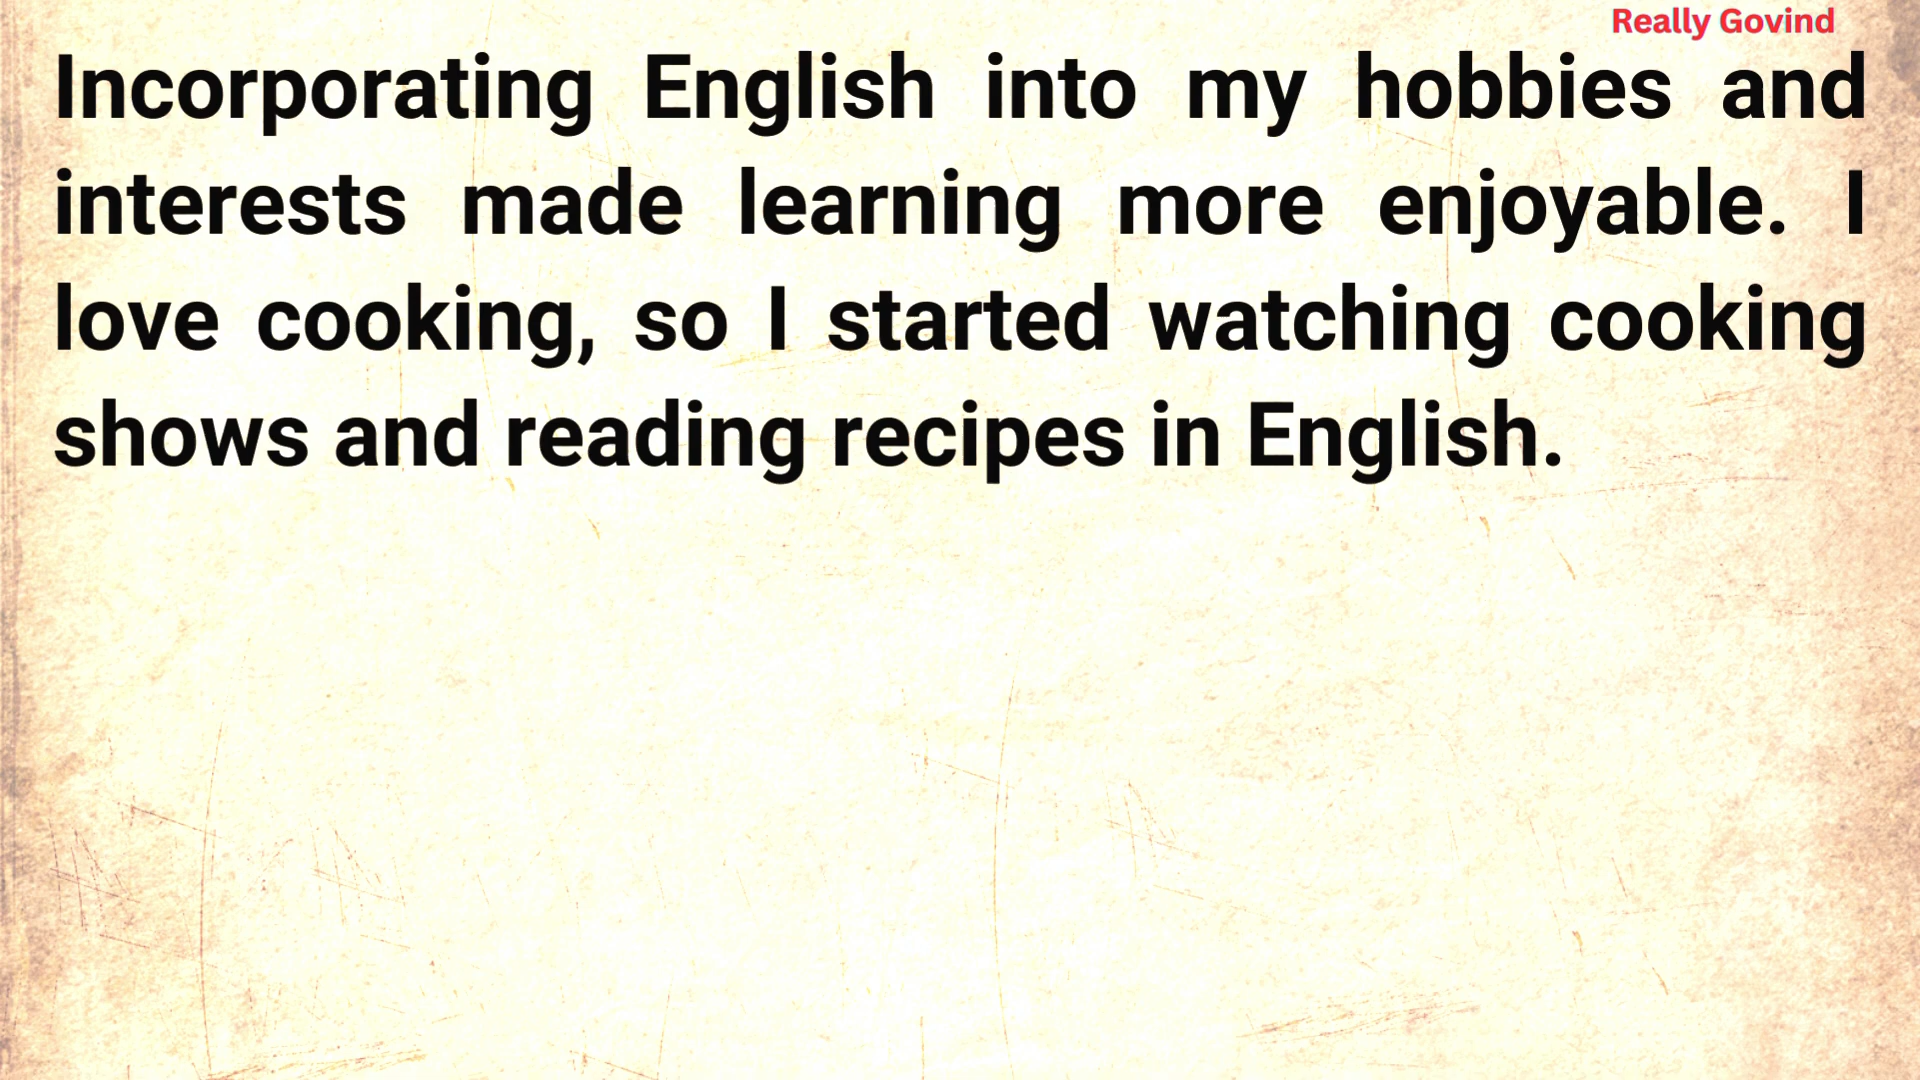 Really Govind
Incorporating English into my hobbies and
interests made learning more enjoyable. I
love cooking, so I started watching cooking
shows and reading recipes in English.